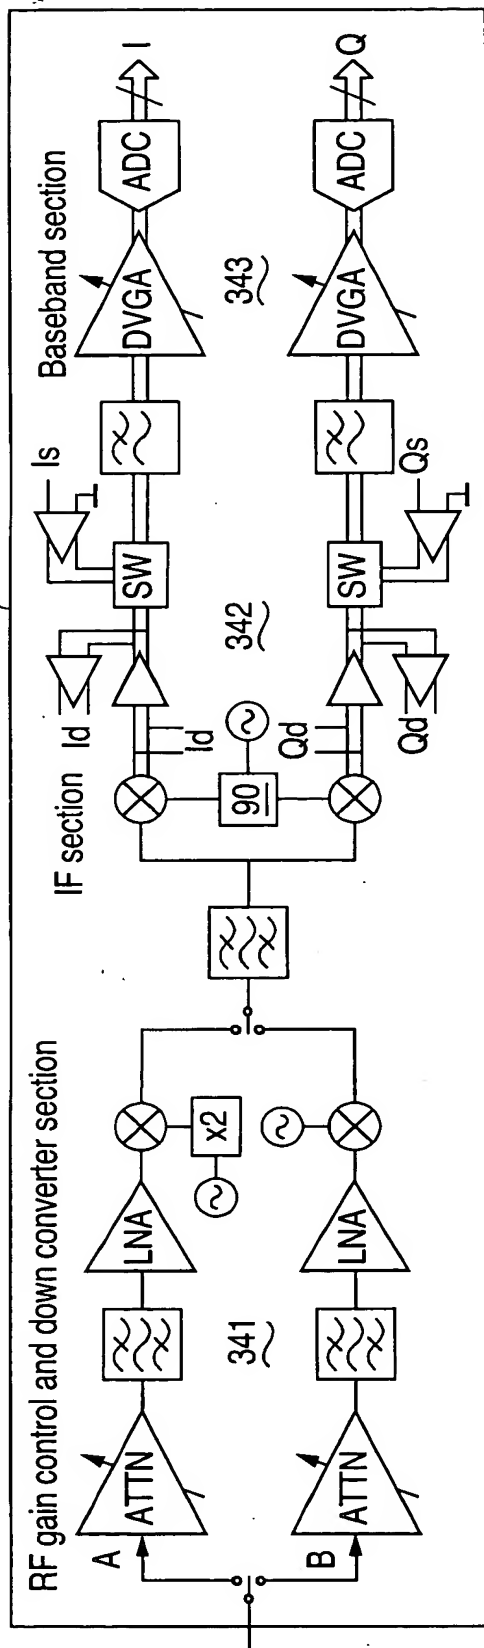 RF gain control and down converter section
IF section
Baseband section
A
ATTN
LNA
x2
B
ATTN
LNA
341
90
Id
Id
Qd
Qd
342
SW
Is
SW
Qs
DVGA
ADC
I
343
DVGA
ADC
Q